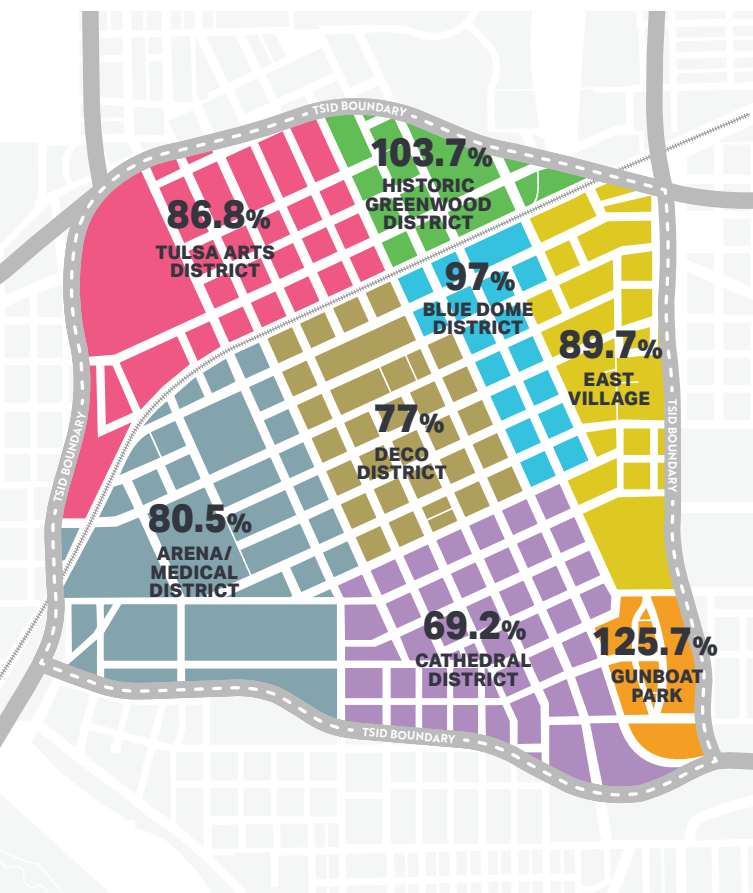 TSID BOUNDARY
103.7%
HISTORIC
GREENWOOD
DISTRICT
86.8%
TULSA ARTS
DISTRICT
97%
BLUE DOME
DISTRICT
89.7%
EAST
VILLAGE
77%
DECO
DISTRICT
TSID BOUNDARY
TSID BOUNDARY
80.5%
ARENA/
MEDICAL
DISTRICT
69.2%
CATHEDRAL
DISTRICT
125.7%
GUNBOAT
PARK
TSID BOUNDARY